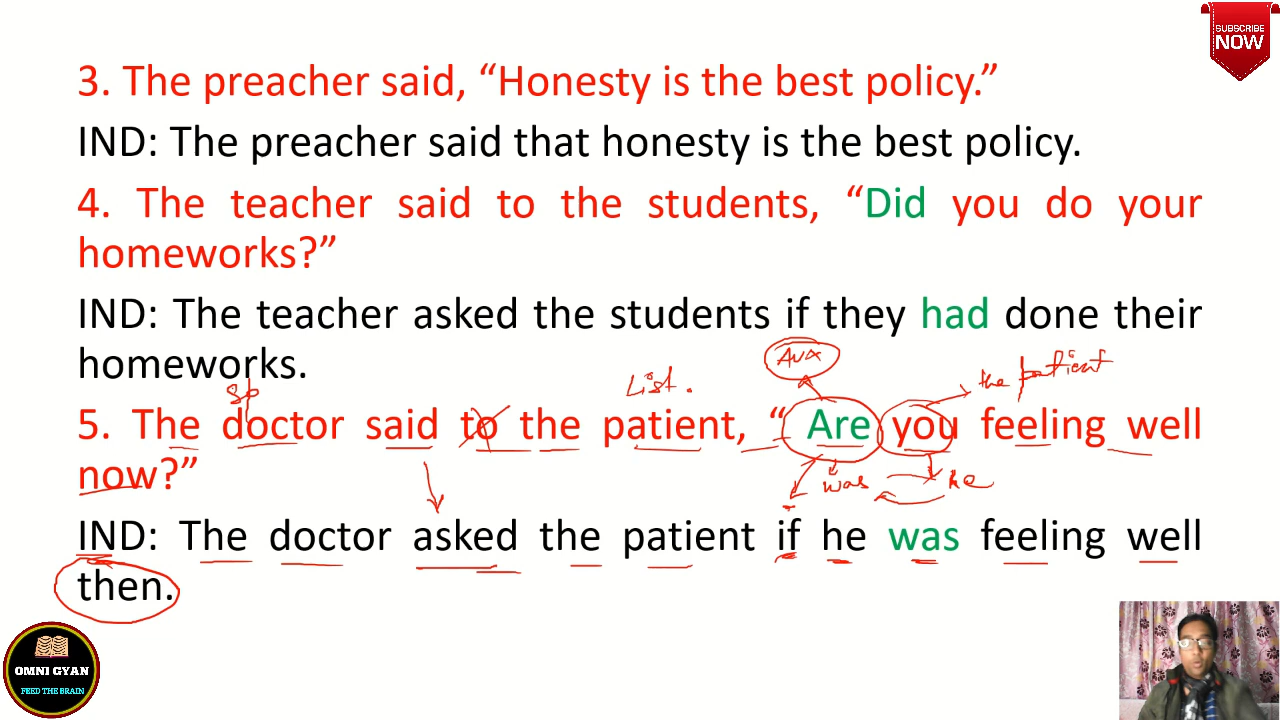 SUBSCRIBE
NOW
3. The preacher said, “Honesty is the best policy.”
IND: The preacher said that honesty is the best policy.
4. The teacher said to the students, “Did you do your
homeworks?”
IND: The teacher asked the students if they had done their
homeworks.
Aux
the patient
sp
List.
5. The doctor said to the patient, “ Are you feeling well
now?”
was he
IND: The doctor asked the patient if he was feeling well
then.
OMNI GYAN
FEED THE BRAIN